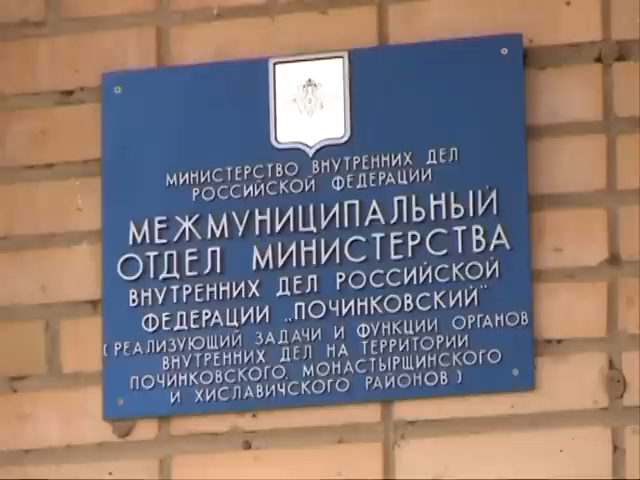 МИНИСТЕРСТВО ВНУТРЕННИХ ДЕЛ
РОССИЙСКОЙ ФЕДЕРАЦИИ
МЕЖМУНИЦИПАЛЬНЫЙ
ОТДЕЛ МИНИСТЕРСТВА
ВНУТРЕННИХ ДЕЛ РОССИЙСКОЙ
ФЕДЕРАЦИИ „ПОЧИНКОВСКИЙ"
(РЕАЛИЗУЮЩИЙ ЗАДАЧИ И ФУНКЦИИ ОРГАНОВ
ВНУТРЕННИХ ДЕЛ НА ТЕРРИТОРИИ
ПОЧИНКОВСКОГО, МОНАСТЫРЩИНСКОГО
И ХИСЛАВИЧСКОГО РАЙОНОВ)